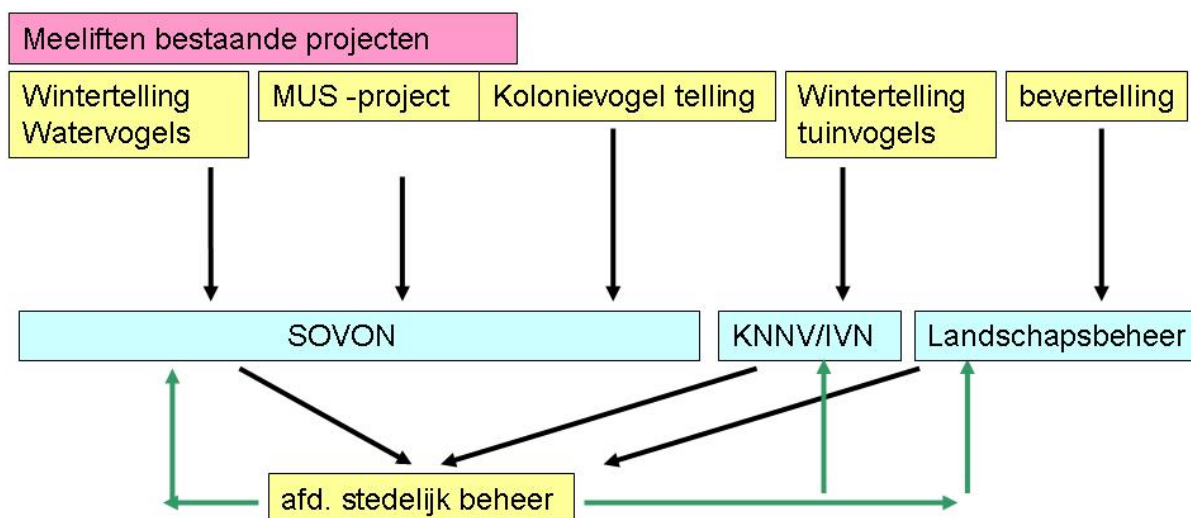 Meeliften bestaande projecten
Wintertelling
Watervogels
MUS -project
Kolonievogel telling
Wintertelling
tuinvogels
bevertelling
SOVON
KNNV/IVN
Landschapsbeheer
afd. stedelijk beheer